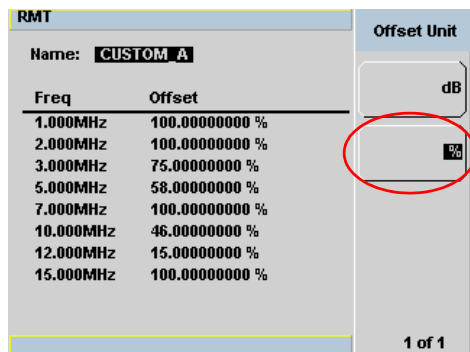 RMT
Offset Unit
Name: CUSTOM_A
dB
Freq Offset
%
1.000MHz 100.00000000 %
2.000MHz 100.00000000 %
3.000MHz 75.00000000 %
5.000MHz 58.00000000 %
7.000MHz 100.00000000 %
10.000MHz 46.00000000 %
12.000MHz 15.00000000 %
15.000MHz 100.00000000 %
1 of 1